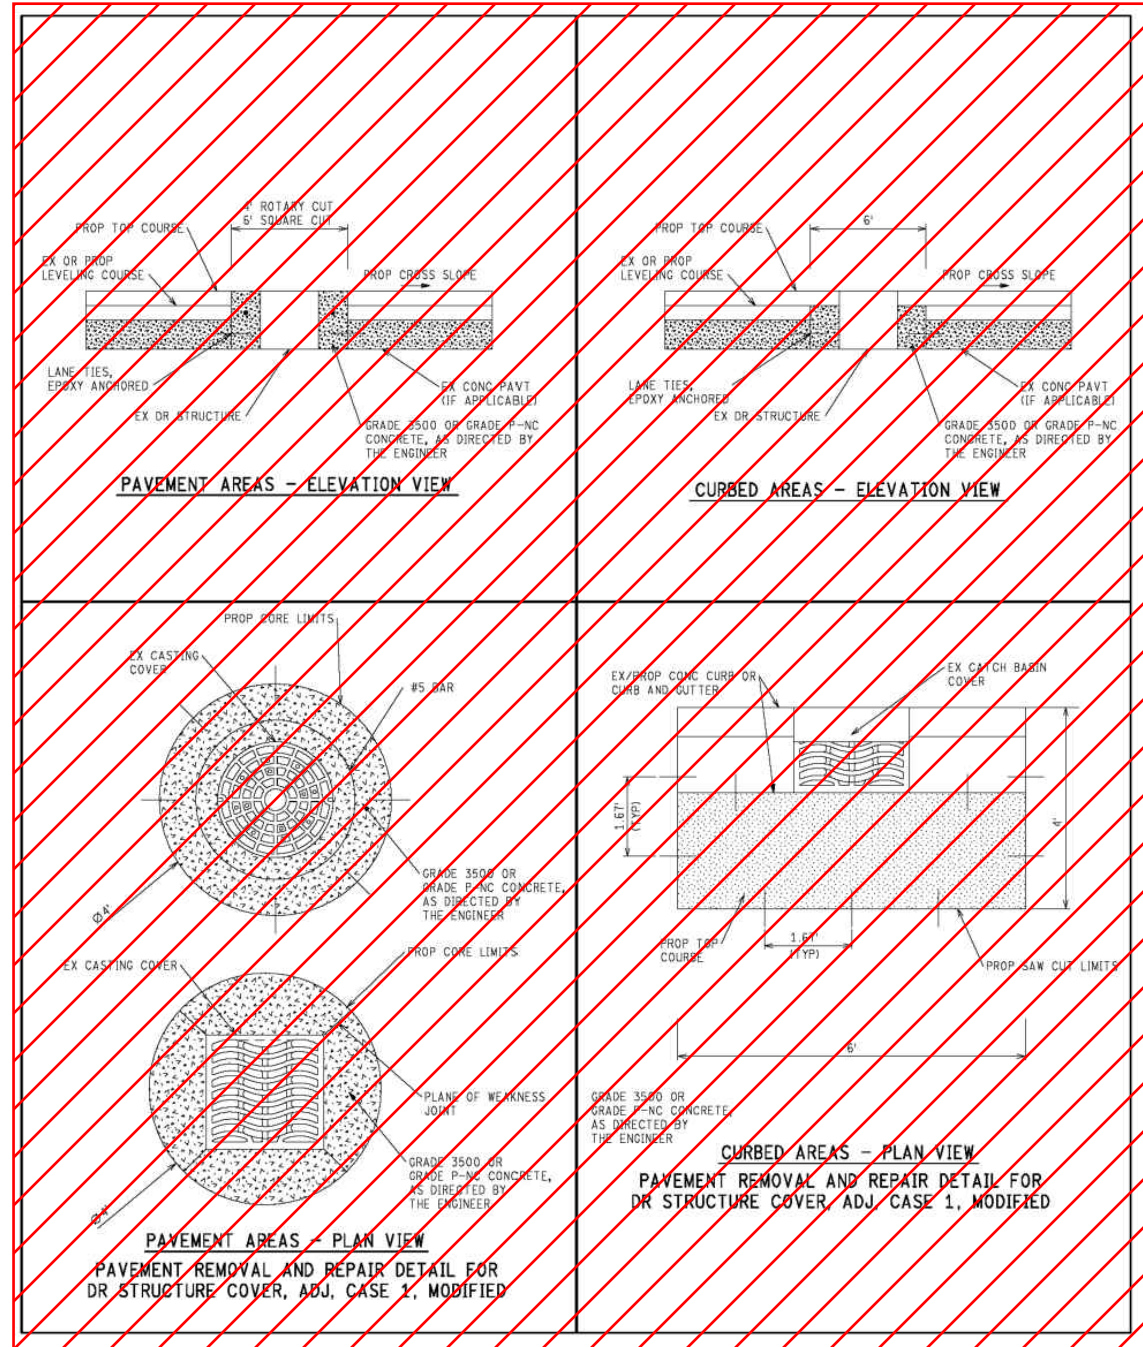 4' ROTARY CUT
6' SQUARE CUT
PROP TOP COURSE
EX OR PROP
LEVELING COURSE
PROP CROSS SLOPE
LANE TIES,
EPOXY ANCHORED
EX DR STRUCTURE
EX CONC PAVT
(IF APPLICABLE)
GRADE 3500 OR GRADE P-NC
CONCRETE, AS DIRECTED BY
THE ENGINEER
PAVEMENT AREAS - ELEVATION VIEW
6'
PROP TOP COURSE
EX OR PROP
LEVELING COURSE
PROP CROSS SLOPE
LANE TIES,
EPOXY ANCHORED
EX DR STRUCTURE
EX CONC PAVT
(IF APPLICABLE)
GRADE 3500 OR GRADE P-NC
CONCRETE, AS DIRECTED BY
THE ENGINEER
CURBED AREAS - ELEVATION VIEW
PROP CORE LIMITS
EX CASTING
COVER
#5 BAR
GRADE 3500 OR
GRADE P-NC CONCRETE,
AS DIRECTED BY
THE ENGINEER
Ø4'
PROP CORE LIMITS
EX CASTING COVER
PLANE OF WEAKNESS
JOINT
GRADE 3500 OR
GRADE P-NC CONCRETE,
AS DIRECTED BY
THE ENGINEER
Ø4'
PAVEMENT AREAS - PLAN VIEW
PAVEMENT REMOVAL AND REPAIR DETAIL FOR
DR STRUCTURE COVER, ADJ, CASE 1, MODIFIED
EX/PROP CONC CURB OR
CURB AND GUTTER
EX CATCH BASIN
COVER
1.67'
(TYP)
4'
1.67'
(TYP)
PROP TOP
COURSE
PROP SAW CUT LIMITS
6'
GRADE 3500 OR
GRADE P-NC CONCRETE,
AS DIRECTED BY
THE ENGINEER
CURBED AREAS - PLAN VIEW
PAVEMENT REMOVAL AND REPAIR DETAIL FOR
DR STRUCTURE COVER, ADJ, CASE 1, MODIFIED